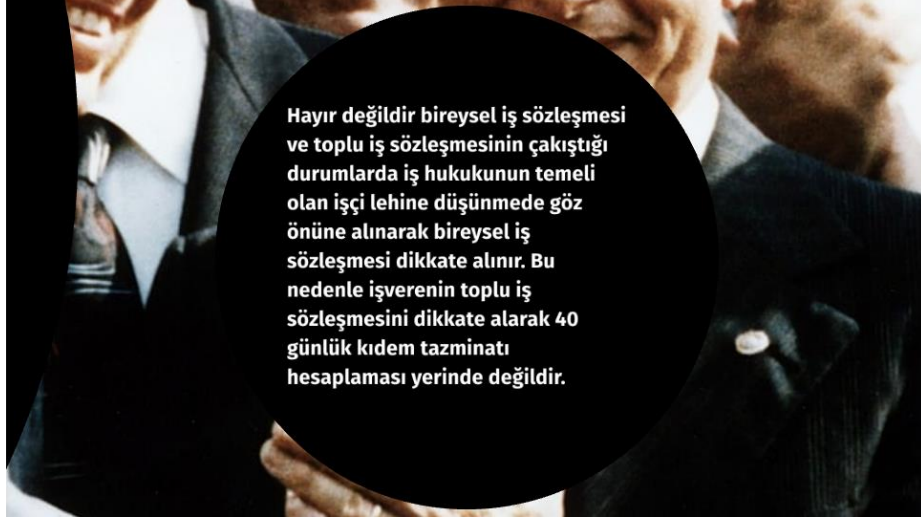 Hayır değildir bireysel iş sözleşmesi
ve toplu iş sözleşmesinin çakıştığı
durumlarda iş hukukunun temeli
olan işçi lehine düşünmede göz
önüne alınarak bireysel iş
sözleşmesi dikkate alınır. Bu
nedenle işverenin toplu iş
sözleşmesini dikkate alarak 40
günlük kıdem tazminatı
hesaplaması yerinde değildir.